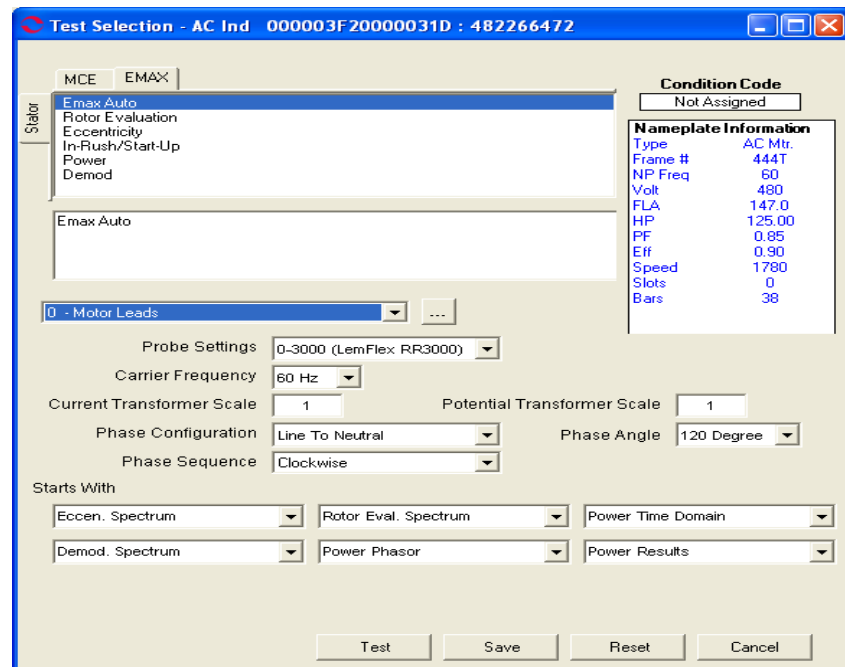 Test Selection - AC Ind 000003F20000031D : 482266472
MCE EMAX
Stator
Emax Auto
Rotor Evaluation
Eccentricity
In-Rush/Start-Up
Power
Demod
Emax Auto
Condition Code
Not Assigned
Nameplate Information
Type AC Mtr.
Frame # 444T
NP Freq 60
Volt 480
FLA 147.0
HP 125.00
PF 0.85
Eff 0.90
Speed 1780
Slots 0
Bars 38
0 - Motor Leads ...
Probe Settings 0-3000 (LemFlex RR3000)
Carrier Frequency 60 Hz
Current Transformer Scale 1 Potential Transformer Scale 1
Phase Configuration Line To Neutral Phase Angle 120 Degree
Phase Sequence Clockwise
Starts With
Eccen. Spectrum Rotor Eval. Spectrum Power Time Domain
Demod. Spectrum Power Phasor Power Results
Test Save Reset Cancel